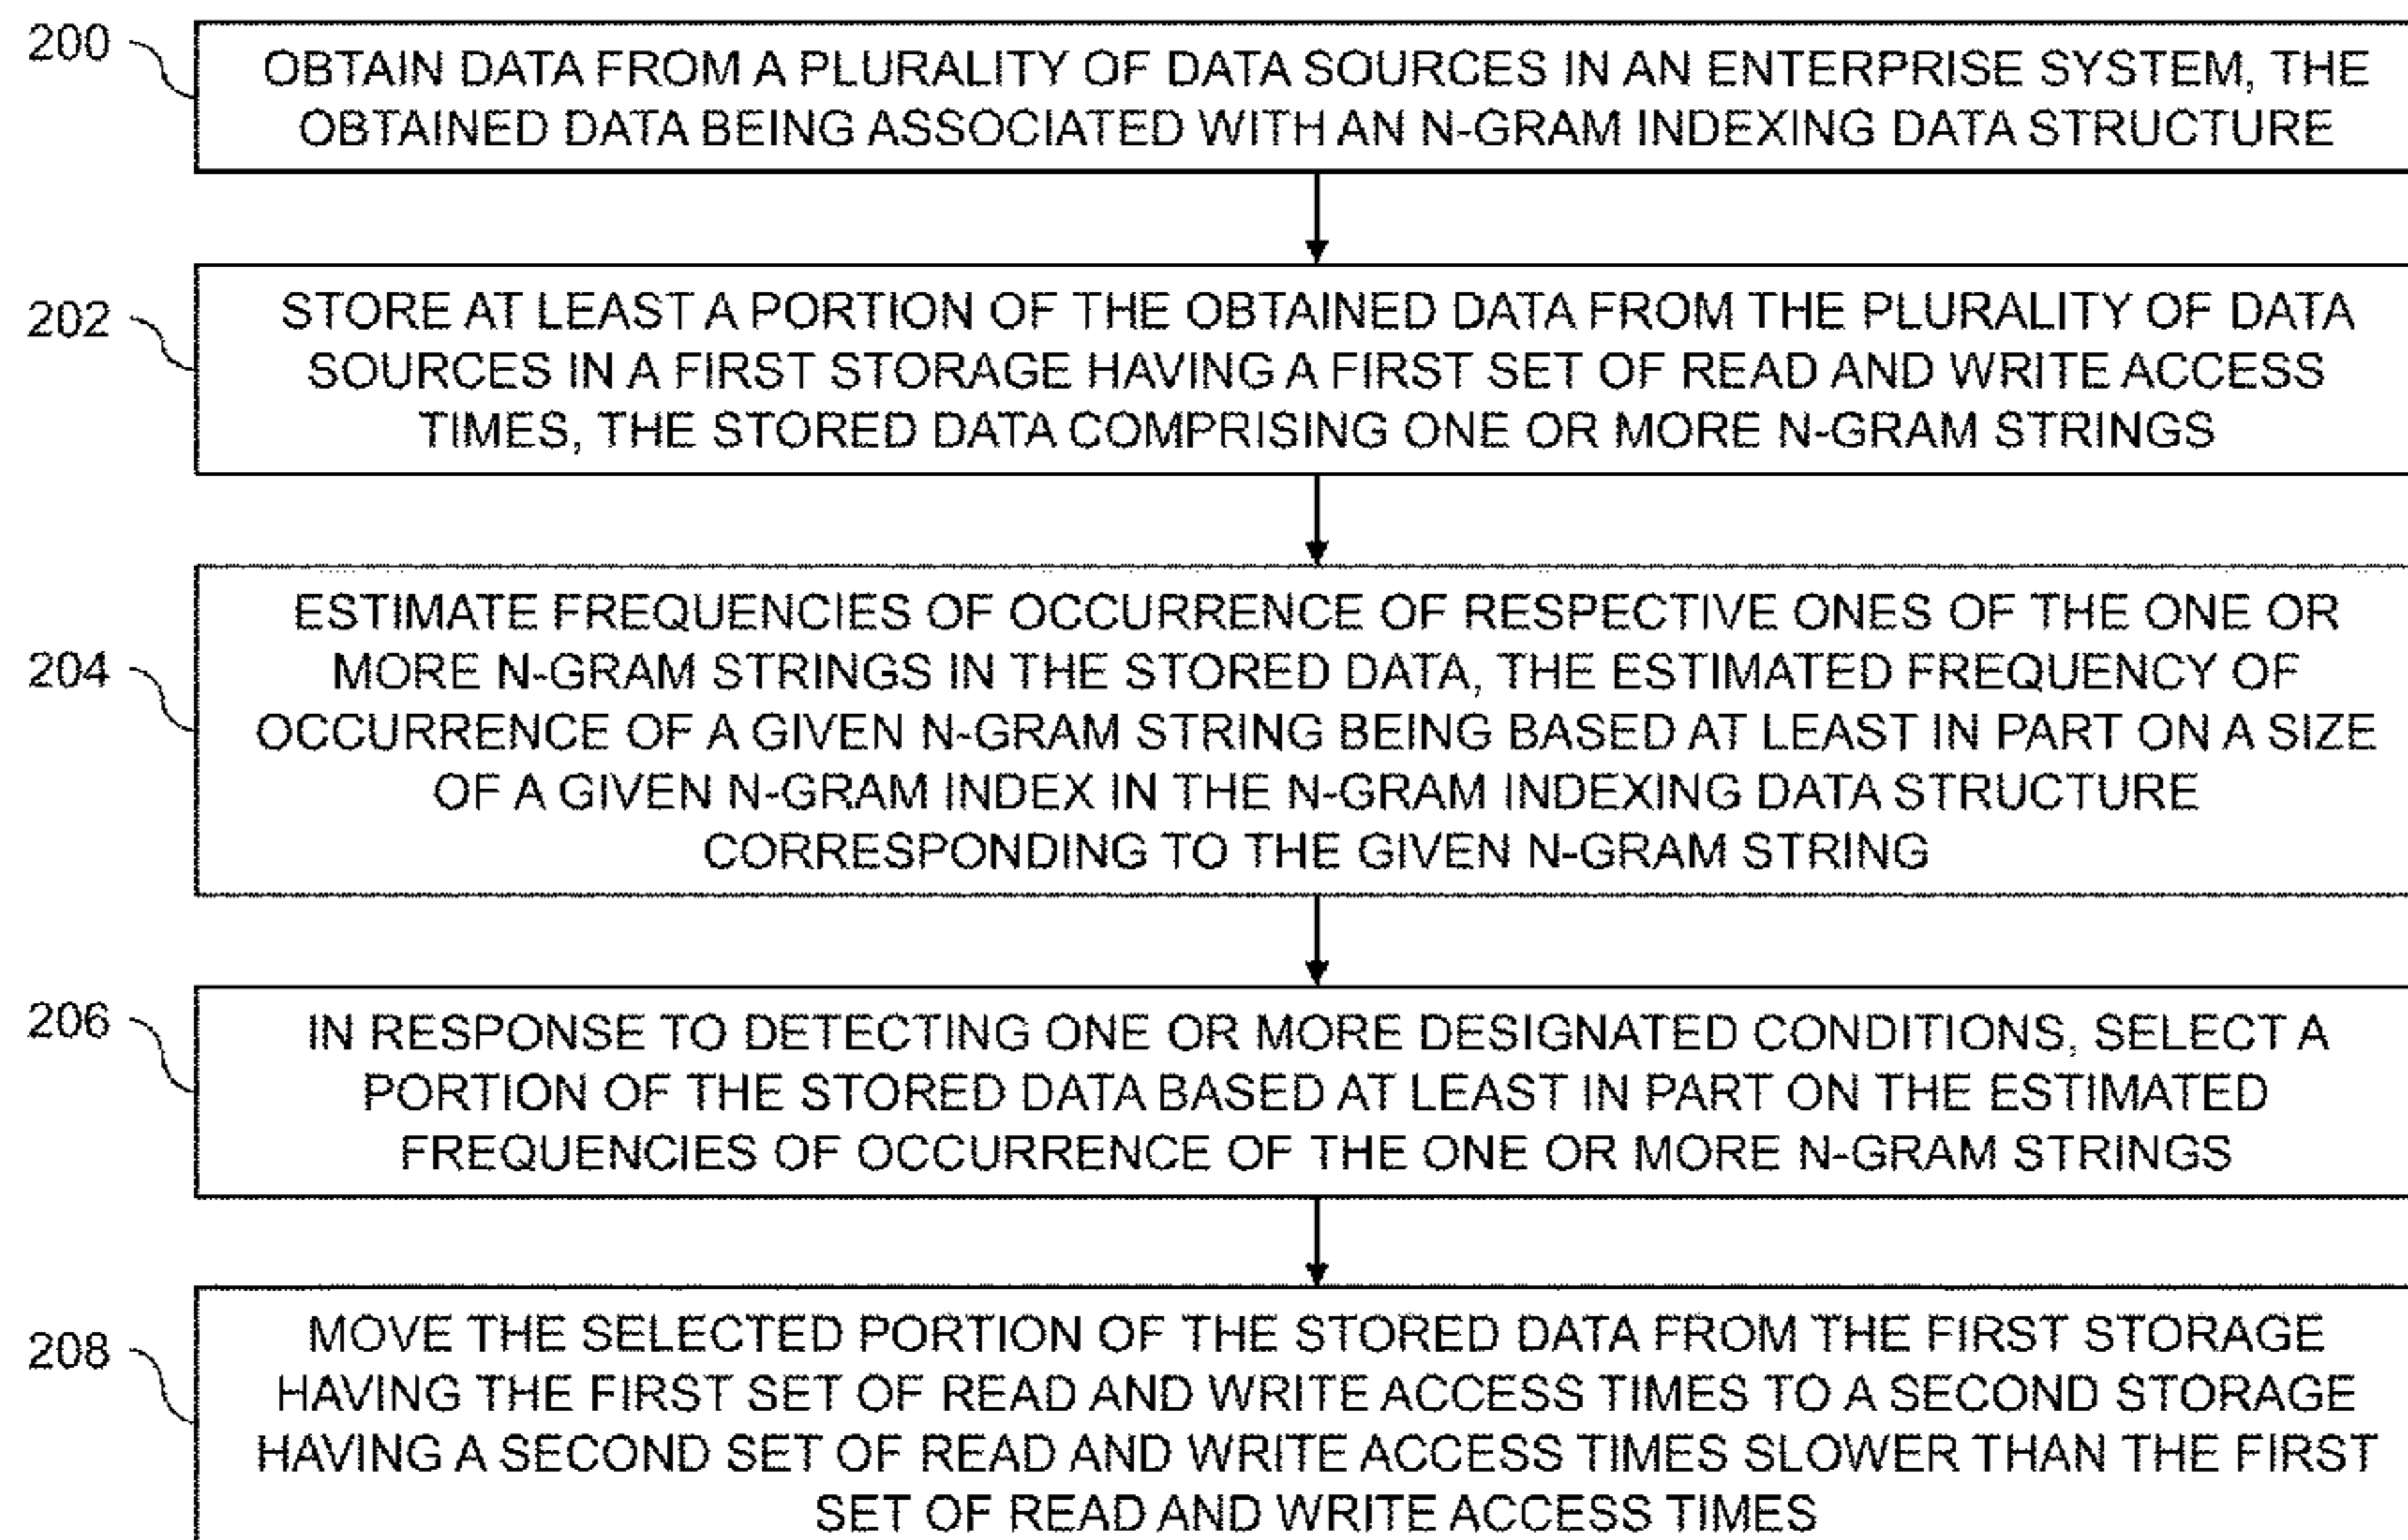 200
OBTAIN DATA FROM A PLURALITY OF DATA SOURCES IN AN ENTERPRISE SYSTEM, THE
OBTAINED DATA BEING ASSOCIATED WITH AN N-GRAM INDEXING DATA STRUCTURE
202
STORE AT LEAST A PORTION OF THE OBTAINED DATA FROM THE PLURALITY OF DATA
SOURCES IN A FIRST STORAGE HAVING A FIRST SET OF READ AND WRITE ACCESS
TIMES, THE STORED DATA COMPRISING ONE OR MORE N-GRAM STRINGS
204
ESTIMATE FREQUENCIES OF OCCURRENCE OF RESPECTIVE ONES OF THE ONE OR
MORE N-GRAM STRINGS IN THE STORED DATA, THE ESTIMATED FREQUENCY OF
OCCURRENCE OF A GIVEN N-GRAM STRING BEING BASED AT LEAST IN PART ON A SIZE
OF A GIVEN N-GRAM INDEX IN THE N-GRAM INDEXING DATA STRUCTURE
CORRESPONDING TO THE GIVEN N-GRAM STRING
206
IN RESPONSE TO DETECTING ONE OR MORE DESIGNATED CONDITIONS, SELECT A
PORTION OF THE STORED DATA BASED AT LEAST IN PART ON THE ESTIMATED
FREQUENCIES OF OCCURRENCE OF THE ONE OR MORE N-GRAM STRINGS
208
MOVE THE SELECTED PORTION OF THE STORED DATA FROM THE FIRST STORAGE
HAVING THE FIRST SET OF READ AND WRITE ACCESS TIMES TO A SECOND STORAGE
HAVING A SECOND SET OF READ AND WRITE ACCESS TIMES SLOWER THAN THE FIRST
SET OF READ AND WRITE ACCESS TIMES